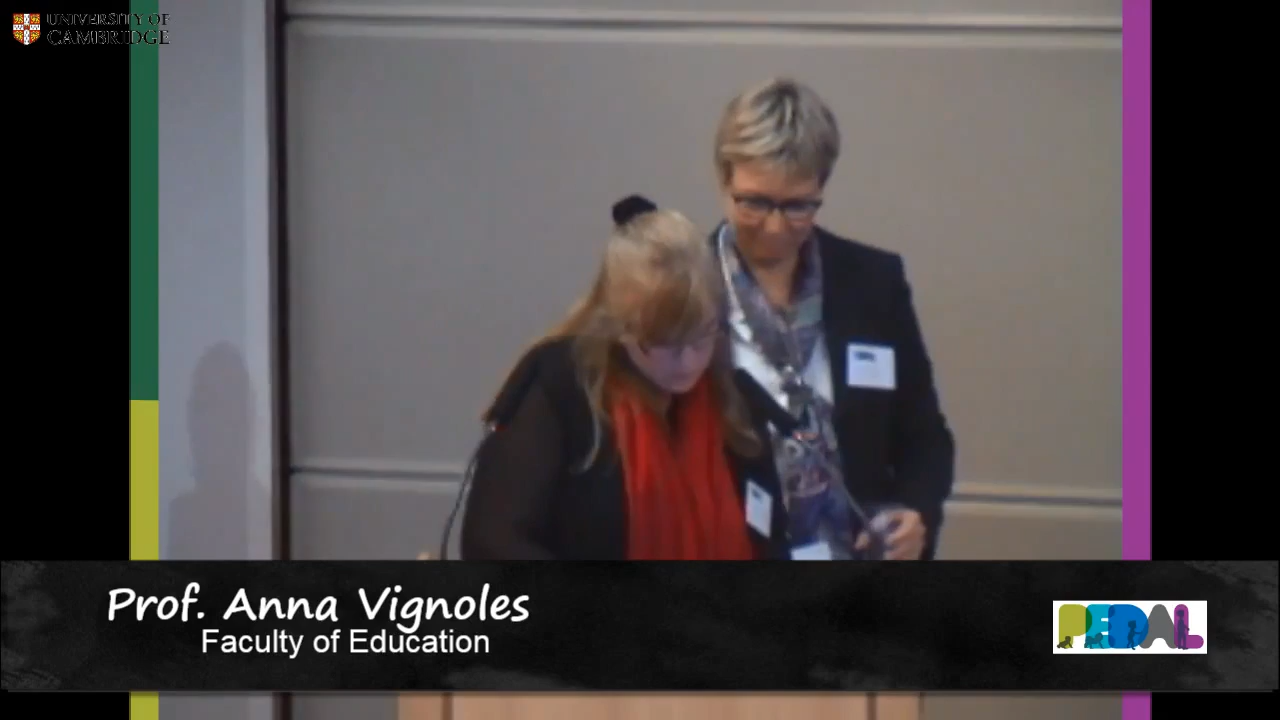 UNIVERSITY OF
CAMBRIDGE
Prof. Anna Vignoles
Faculty of Education
PEDAL